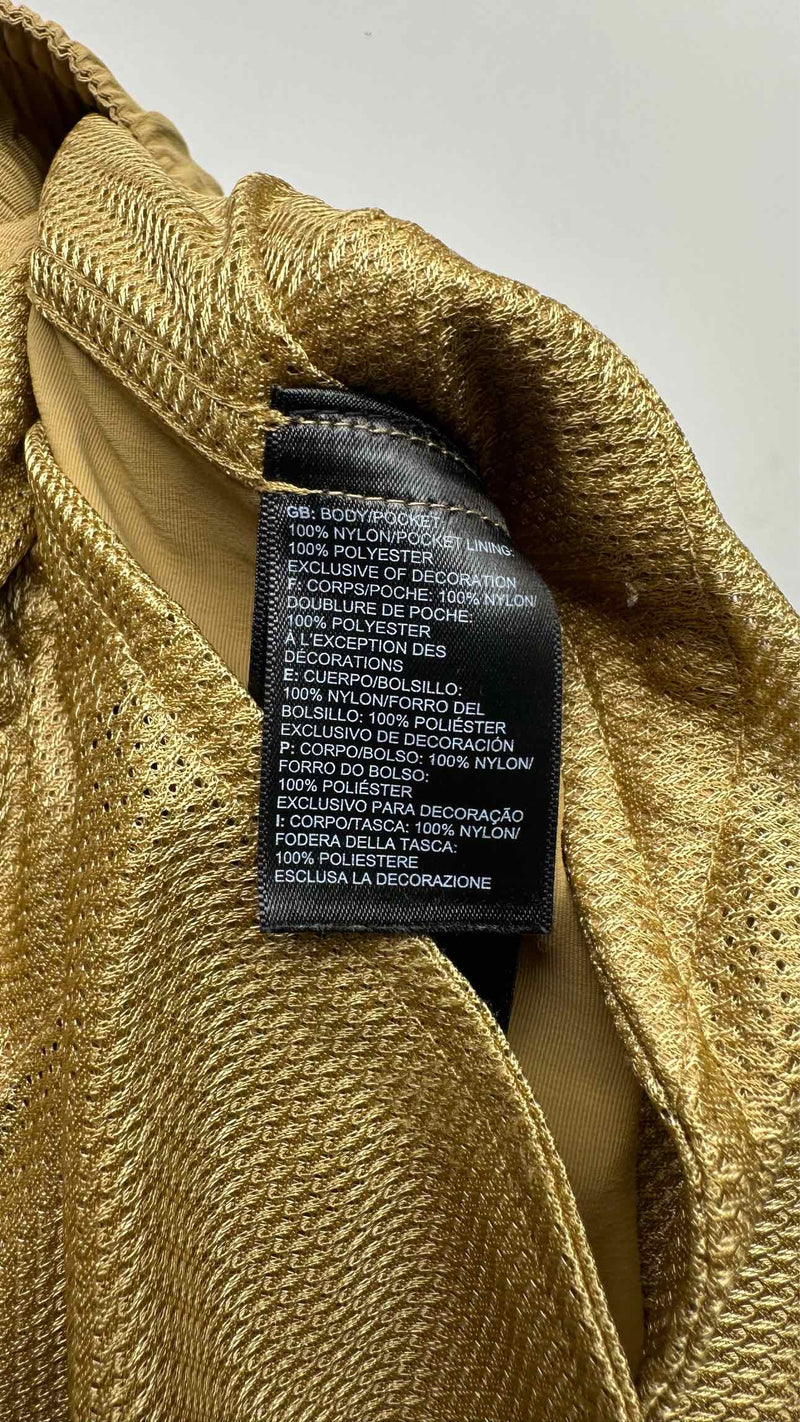 GB: BODY/POCKET
100% NYLON/POCKET LINING:
100% POLYESTER
EXCLUSIVE OF DECORATION
F: CORPS/POCHE: 100% NYLON/
DOUBLURE DE POCHE:
100% POLYESTER
À L'EXCEPTION DES
DÉCORATIONS
E: CUERPO/BOLSILLO:
100% NYLON/FORRO DEL
BOLSILLO: 100% POLIÉSTER
EXCLUSIVO DE DECORACIÓN
P: CORPO/BOLSO: 100% NYLON/
FORRO DO BOLSO:
100% POLIÉSTER
EXCLUSIVO PARA DECORAÇÃO
I: CORPO/TASCA: 100% NYLON/
FODERA DELLA TASCA:
100% POLIESTERE
ESCLUSA LA DECORAZIONE